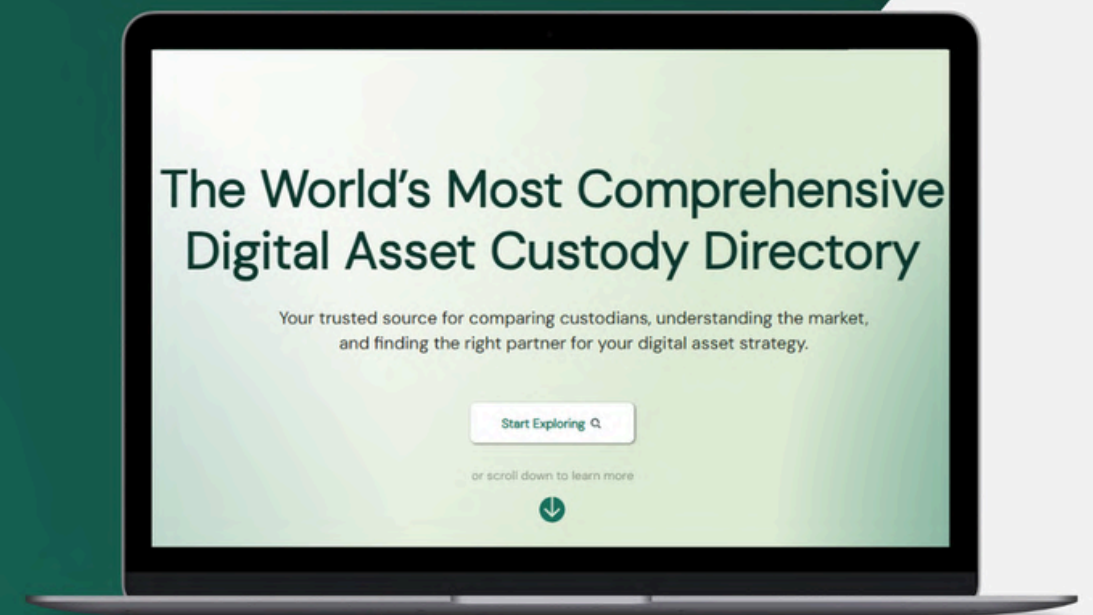 The World’s Most Comprehensive
Digital Asset Custody Directory
Your trusted source for comparing custodians, understanding the market,
and finding the right partner for your digital asset strategy.
Start Exploring
or scroll down to learn more